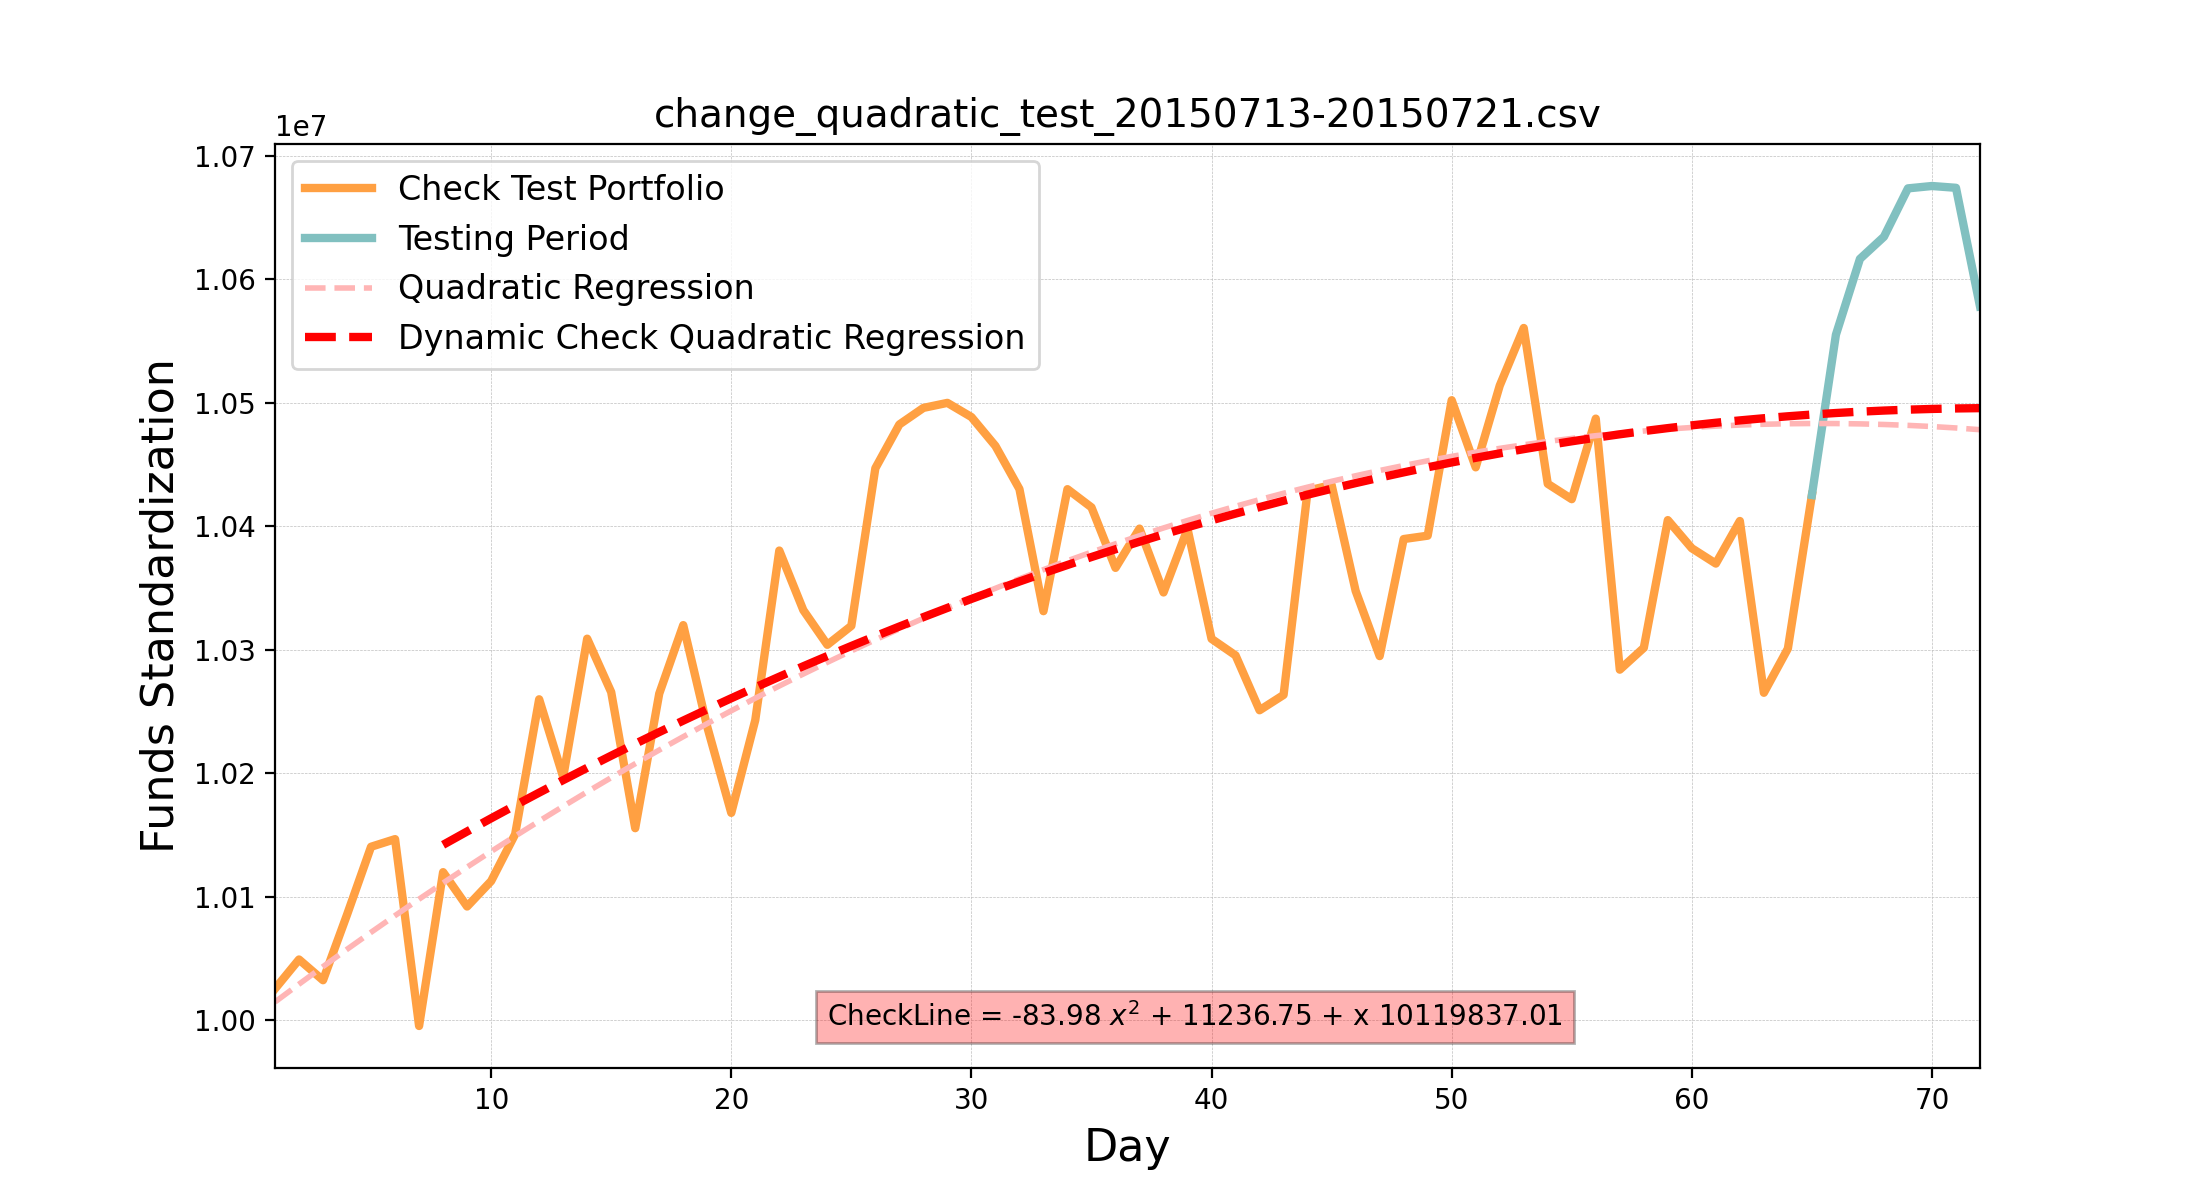 change_quadratic_test_20150713-20150721.csv
1e7
1.07
1.06
1.05
1.04
1.03
1.02
1.01
1.00
Funds Standardization
Check Test Portfolio
Testing Period
Quadratic Regression
Dynamic Check Quadratic Regression
CheckLine = -83.98 x² + 11236.75 + x 10119837.01
10 20 30 40 50 60 70
Day